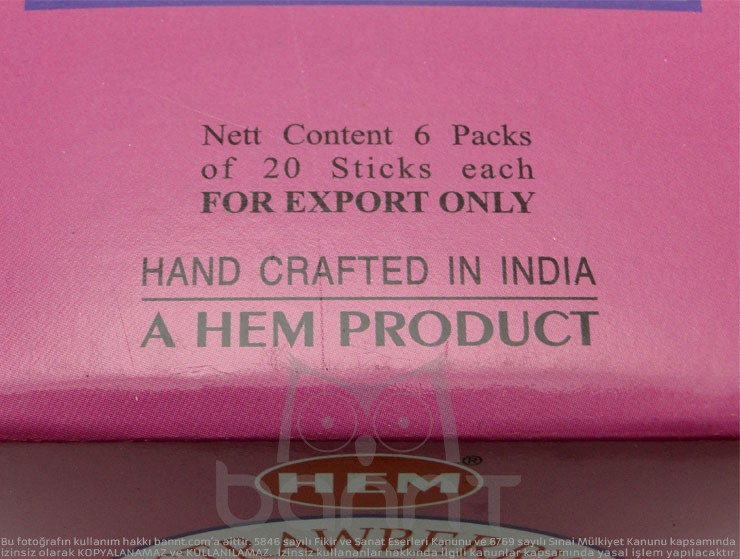 Nett Content 6 Packs
of 20 Sticks each
FOR EXPORT ONLY
HAND CRAFTED IN INDIA
A HEM PRODUCT
bannt
HEM®
Bu fotoğrafın kullanım hakkı bannt.com'a aittir. 5846 sayılı Fikir ve Sanat Eserleri Kanunu ve 6769 sayılı Sınai Mülkiyet Kanunu kapsamında
izinsiz olarak KOPYALANAMAZ ve KULLANILAMAZ. İzinsiz kullananlar hakkında ilgili kanunlar kapsamında yasal işlem yapılacaktır.